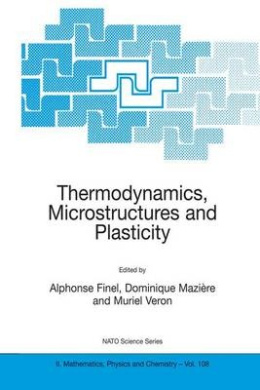 Thermodynamics,
Microstructures and
Plasticity
Edited by
Alphonse Finel, Dominique Mazière
and Muriel Veron
NATO Science Series
II. Mathematics, Physics and Chemistry – Vol. 108